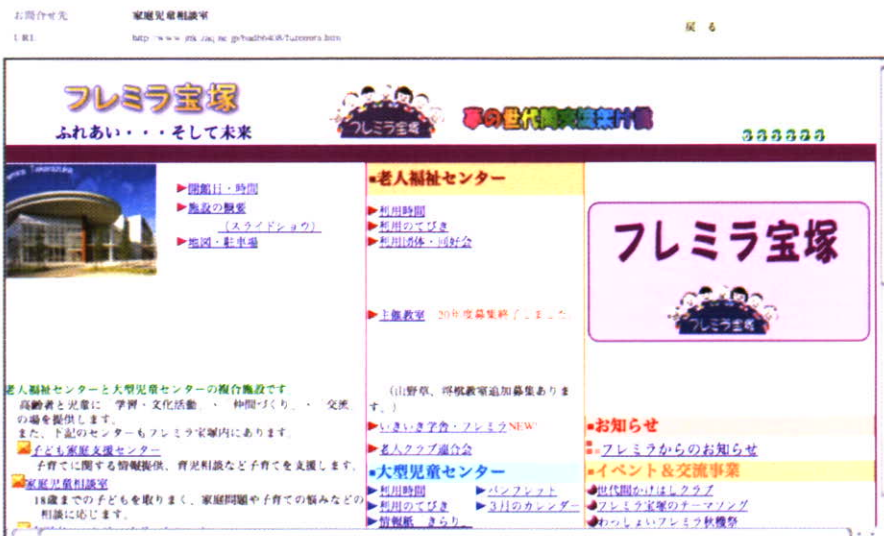 お問合せ先 家庭児童相談室
URL
戻る
フレミラ宝塚
ふれあい・・・そして未来
フレミラ宝塚
夢の世代間交流架け橋
▶開館日・時間
▶施設の概要
(スライドショウ)
▶地図・駐車場
老人福祉センターと大型児童センターの複合施設です
高齢者と児童に 学習・文化活動 、・ 仲間づくり 、・ 交流
の場を提供します。
また、下記のセンターもフレミラ宝塚内にあります。
子ども家庭支援センター
子育てに関する情報提供、育児相談など子育てを支援します。
家庭児童相談室
18歳までの子どもを取りまく、家庭問題や子育ての悩みなどの
相談に応じます。
■老人福祉センター
▶利用時間
▶利用のてびき
▶利用団体・同好会
▶主催教室 20年度募集終了しました
(山野草、将棋教室追加募集ありま
す。)
▶いきいき学舎・フレミラNEW!
▶老人クラブ連合会
■大型児童センター
▶利用時間 ▶パンフレット
▶利用のてびき ▶3月のカレンダー
▶情報紙 きらり
フレミラ宝塚
フレミラ宝塚
■お知らせ
フレミラからのお知らせ
■イベント&交流事業
世代間かけはしクラブ
フレミラ宝塚のテーマソング
わっしょいフレミラ秋機祭